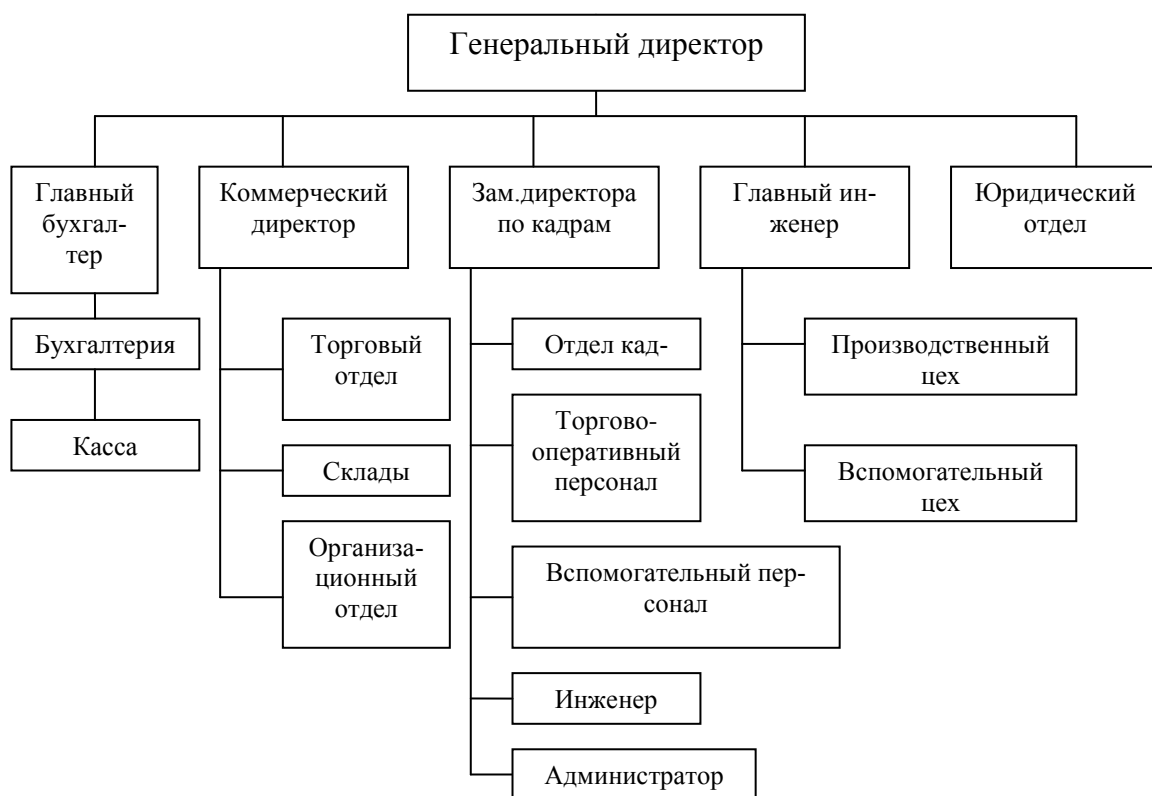 Генеральный директор
Главный
бухгал-
тер
Коммерческий
директор
Зам.директора
по кадрам
Главный ин-
женер
Юридический
отдел
Бухгалтерия
Касса
Торговый
отдел
Склады
Организа-
ционный
отдел
Отдел кад-
Торгово-
оперативный
персонал
Вспомогательный пер-
сонал
Инженер
Администратор
Производственный
цех
Вспомогательный
цех